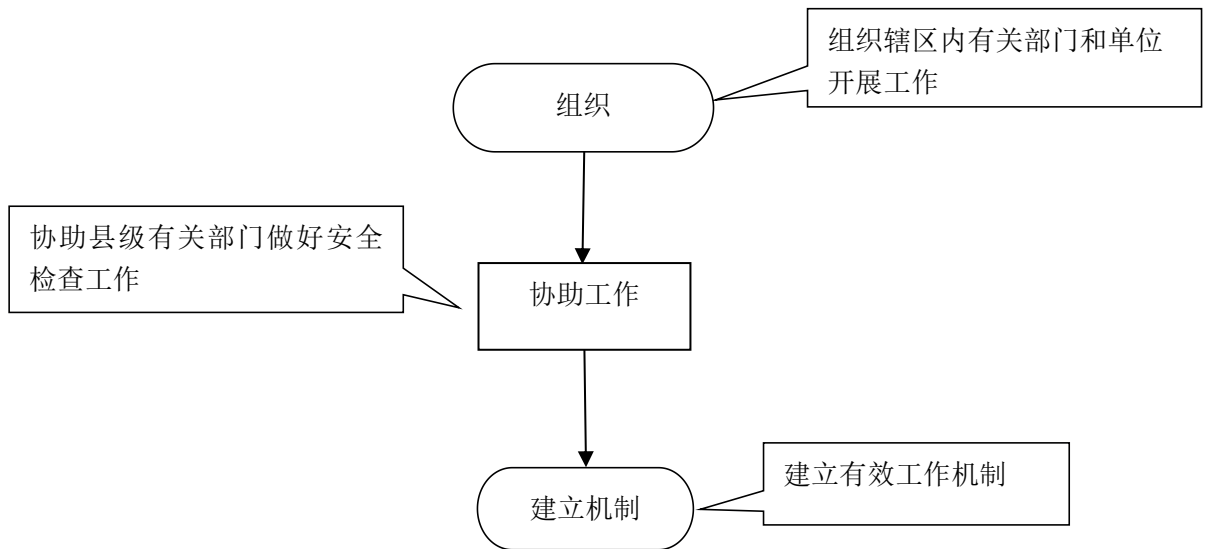 组织辖区内有关部门和单位
开展工作
组织
协助县级有关部门做好安全
检查工作
协助工作
建立有效工作机制
建立机制